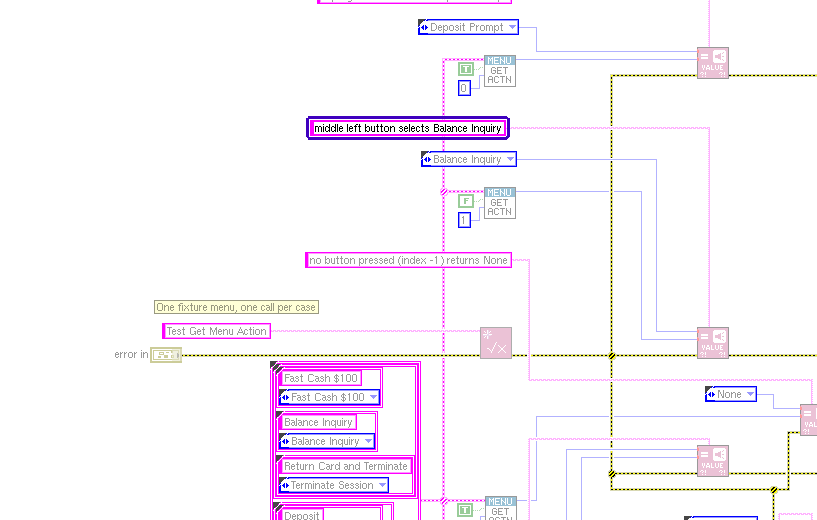 Deposit Prompt
= VALUE ?! ?!
MENU
GET
ACTN
T
0
middle left button selects Balance Inquiry
Balance Inquiry
MENU
GET
ACTN
F
1
no button pressed (index -1) returns None
One fixture menu, one call per case
Test Get Menu Action
√x
= VALUE ?! ?!
error in
Fast Cash $100
Fast Cash $100
None
Balance Inquiry
Balance Inquiry
= VALUE ?! ?!
Return Card and Terminate
Terminate Session
MENU
GET
T
Deposit